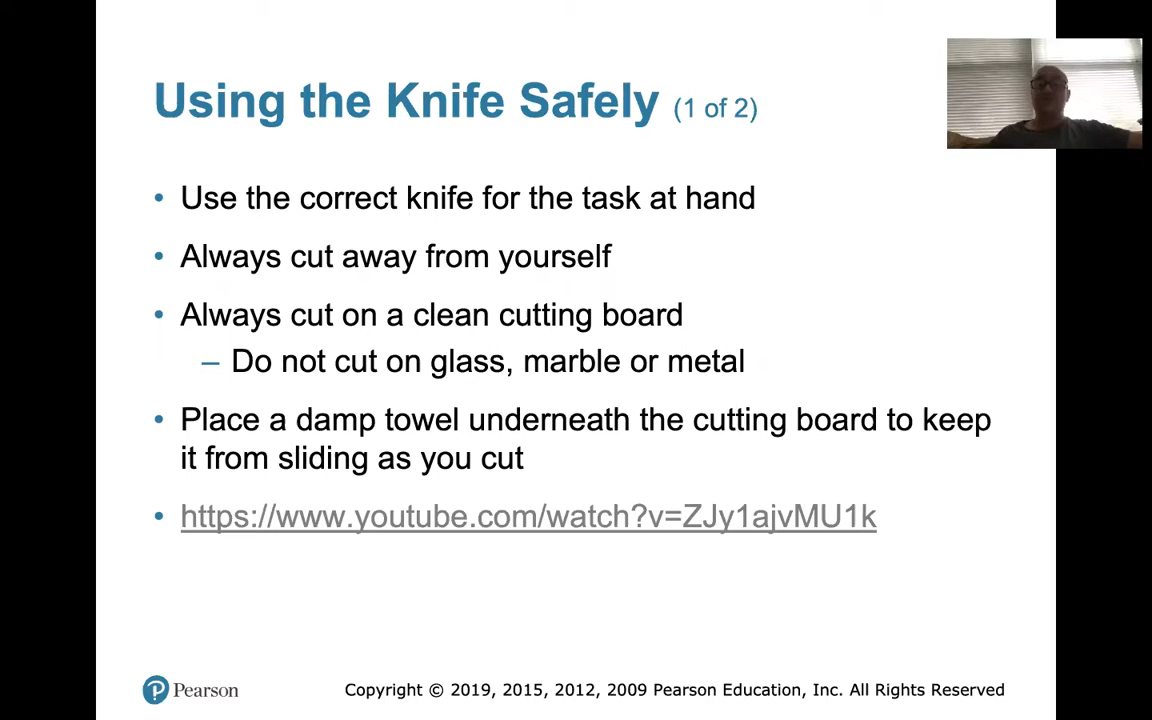 Using the Knife Safely (1 of 2)
• Use the correct knife for the task at hand
• Always cut away from yourself
• Always cut on a clean cutting board
– Do not cut on glass, marble or metal
• Place a damp towel underneath the cutting board to keep
it from sliding as you cut
• https://www.youtube.com/watch?v=ZJy1ajvMU1k
Pearson
Copyright © 2019, 2015, 2012, 2009 Pearson Education, Inc. All Rights Reserved